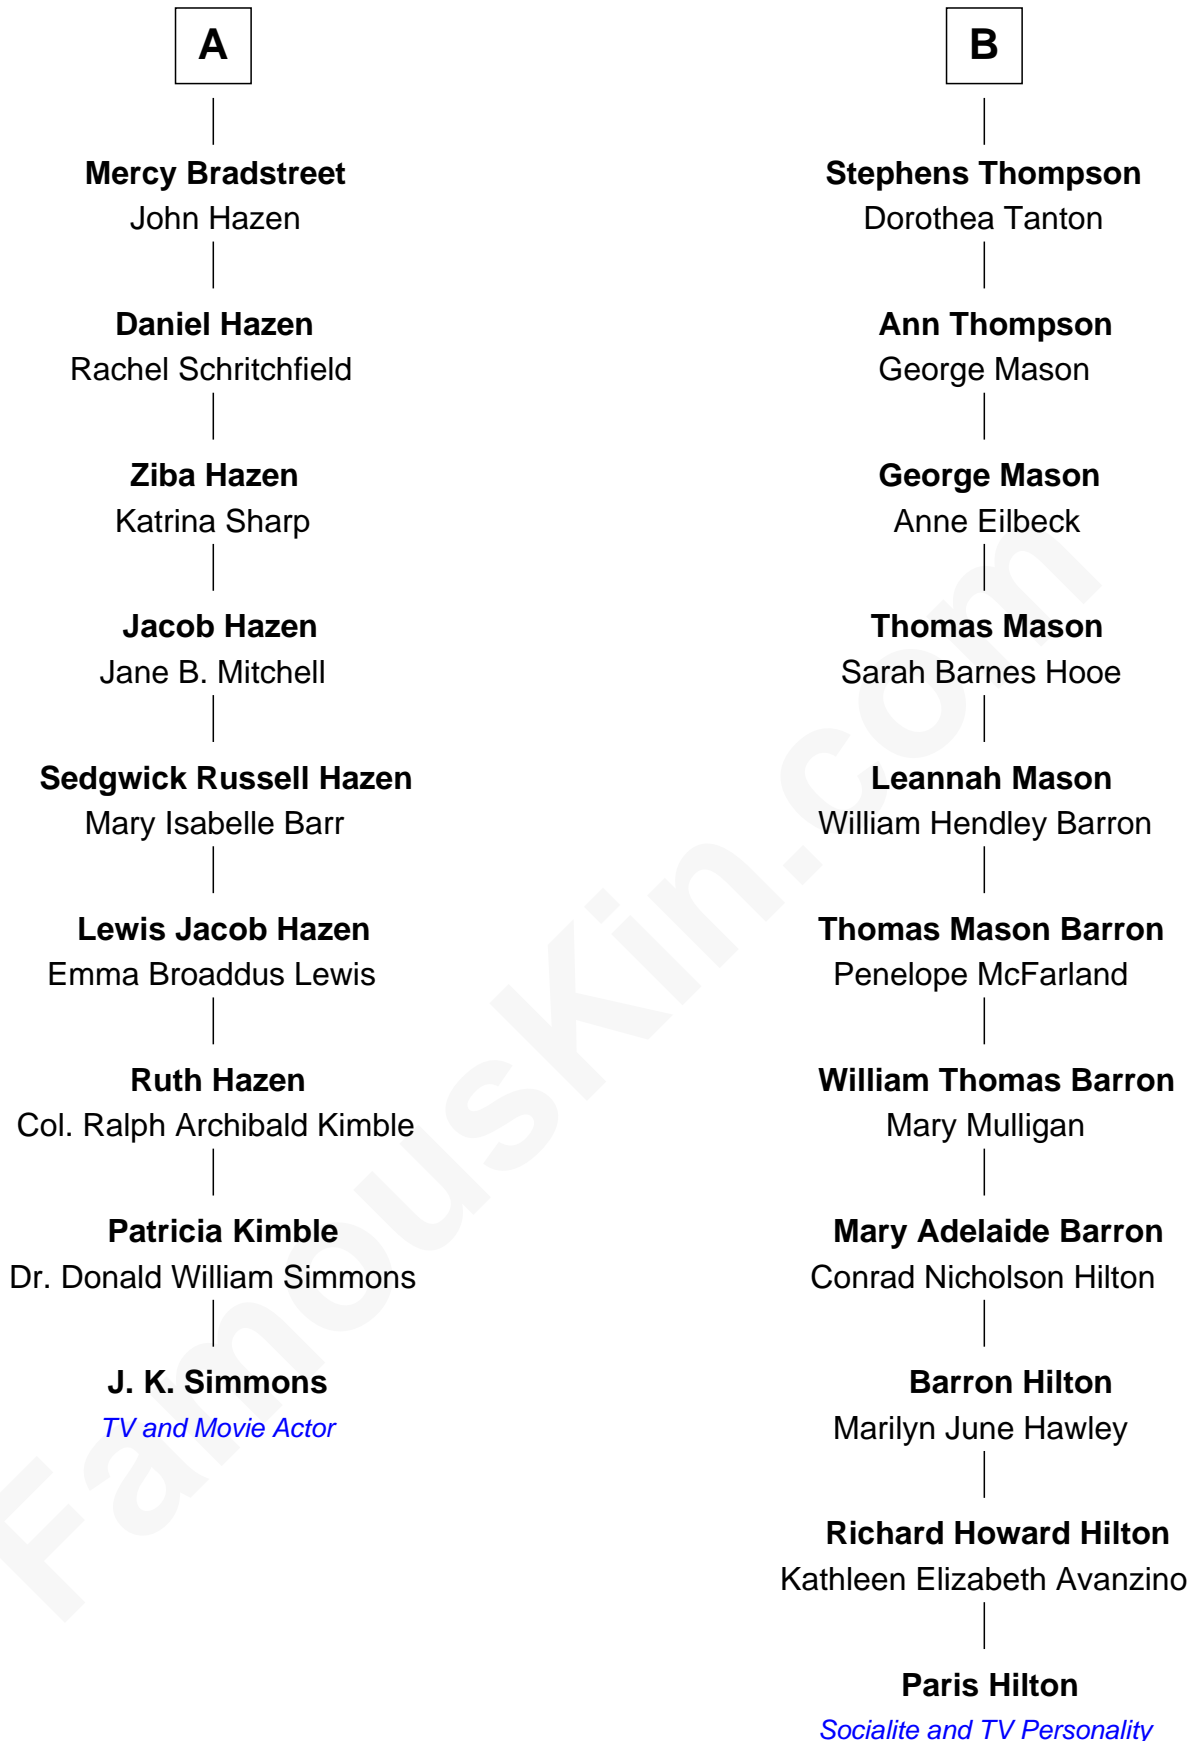 A
Mercy Bradstreet
John Hazen
Daniel Hazen
Rachel Schritchfield
Ziba Hazen
Katrina Sharp
Jacob Hazen
Jane B. Mitchell
Sedgwick Russell Hazen
Mary Isabelle Barr
Lewis Jacob Hazen
Emma Broaddus Lewis
Ruth Hazen
Col. Ralph Archibald Kimble
Patricia Kimble
Dr. Donald William Simmons
J. K. Simmons
TV and Movie Actor
B
Stephens Thompson
Dorothea Tanton
Ann Thompson
George Mason
George Mason
Anne Eilbeck
Thomas Mason
Sarah Barnes Hooe
Leannah Mason
William Hendley Barron
Thomas Mason Barron
Penelope McFarland
William Thomas Barron
Mary Mulligan
Mary Adelaide Barron
Conrad Nicholson Hilton
Barron Hilton
Marilyn June Hawley
Richard Howard Hilton
Kathleen Elizabeth Avanzino
Paris Hilton
Socialite and TV Personality
FamousKin.com